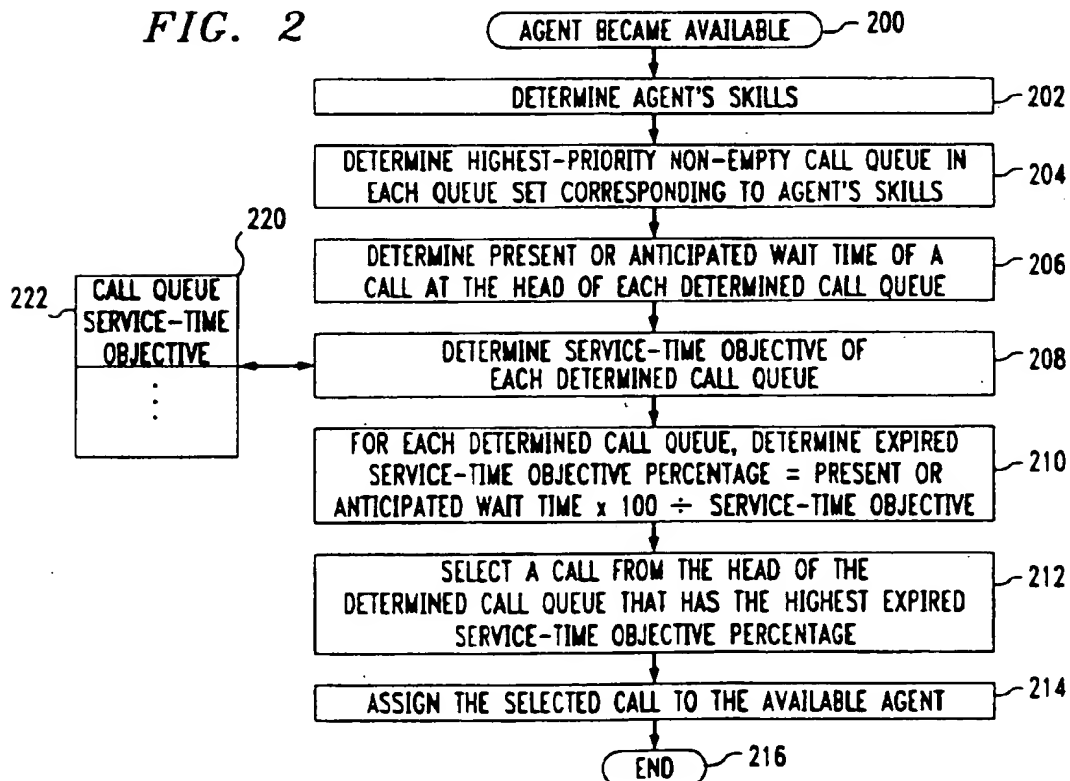 FIG. 2
AGENT BECAME AVAILABLE
200
DETERMINE AGENT'S SKILLS
202
DETERMINE HIGHEST-PRIORITY NON-EMPTY CALL QUEUE IN
EACH QUEUE SET CORRESPONDING TO AGENT'S SKILLS
204
DETERMINE PRESENT OR ANTICIPATED WAIT TIME OF A
CALL AT THE HEAD OF EACH DETERMINED CALL QUEUE
206
220
222
CALL QUEUE
SERVICE-TIME
OBJECTIVE
DETERMINE SERVICE-TIME OBJECTIVE OF
EACH DETERMINED CALL QUEUE
208
FOR EACH DETERMINED CALL QUEUE, DETERMINE EXPIRED
SERVICE-TIME OBJECTIVE PERCENTAGE = PRESENT OR
ANTICIPATED WAIT TIME x 100 ÷ SERVICE-TIME OBJECTIVE
210
SELECT A CALL FROM THE HEAD OF THE
DETERMINED CALL QUEUE THAT HAS THE HIGHEST EXPIRED
SERVICE-TIME OBJECTIVE PERCENTAGE
212
ASSIGN THE SELECTED CALL TO THE AVAILABLE AGENT
214
END
216